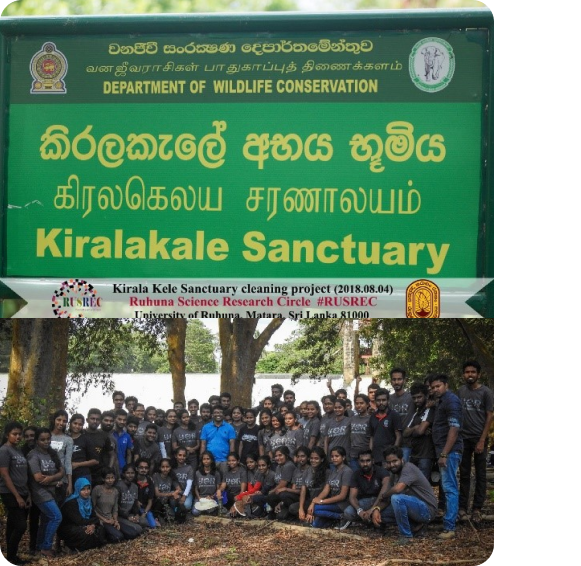 වනජීවී සංරක්ෂණ දෙපාර්තමේන්තුව
வனஜீவராசிகள் பாதுகாப்புத் திணைக்களம்
DEPARTMENT OF WILDLIFE CONSERVATION
කිරලකැලේ අභය භූමිය
கிரலகெலய சரணாலயம்
Kiralakale Sanctuary
Kirala Kele Sanctuary cleaning project (2018.08.04)
RUSREC
Ruhuna Science Research Circle #RUSREC
University of Ruhuna, Matara, Sri Lanka 81000